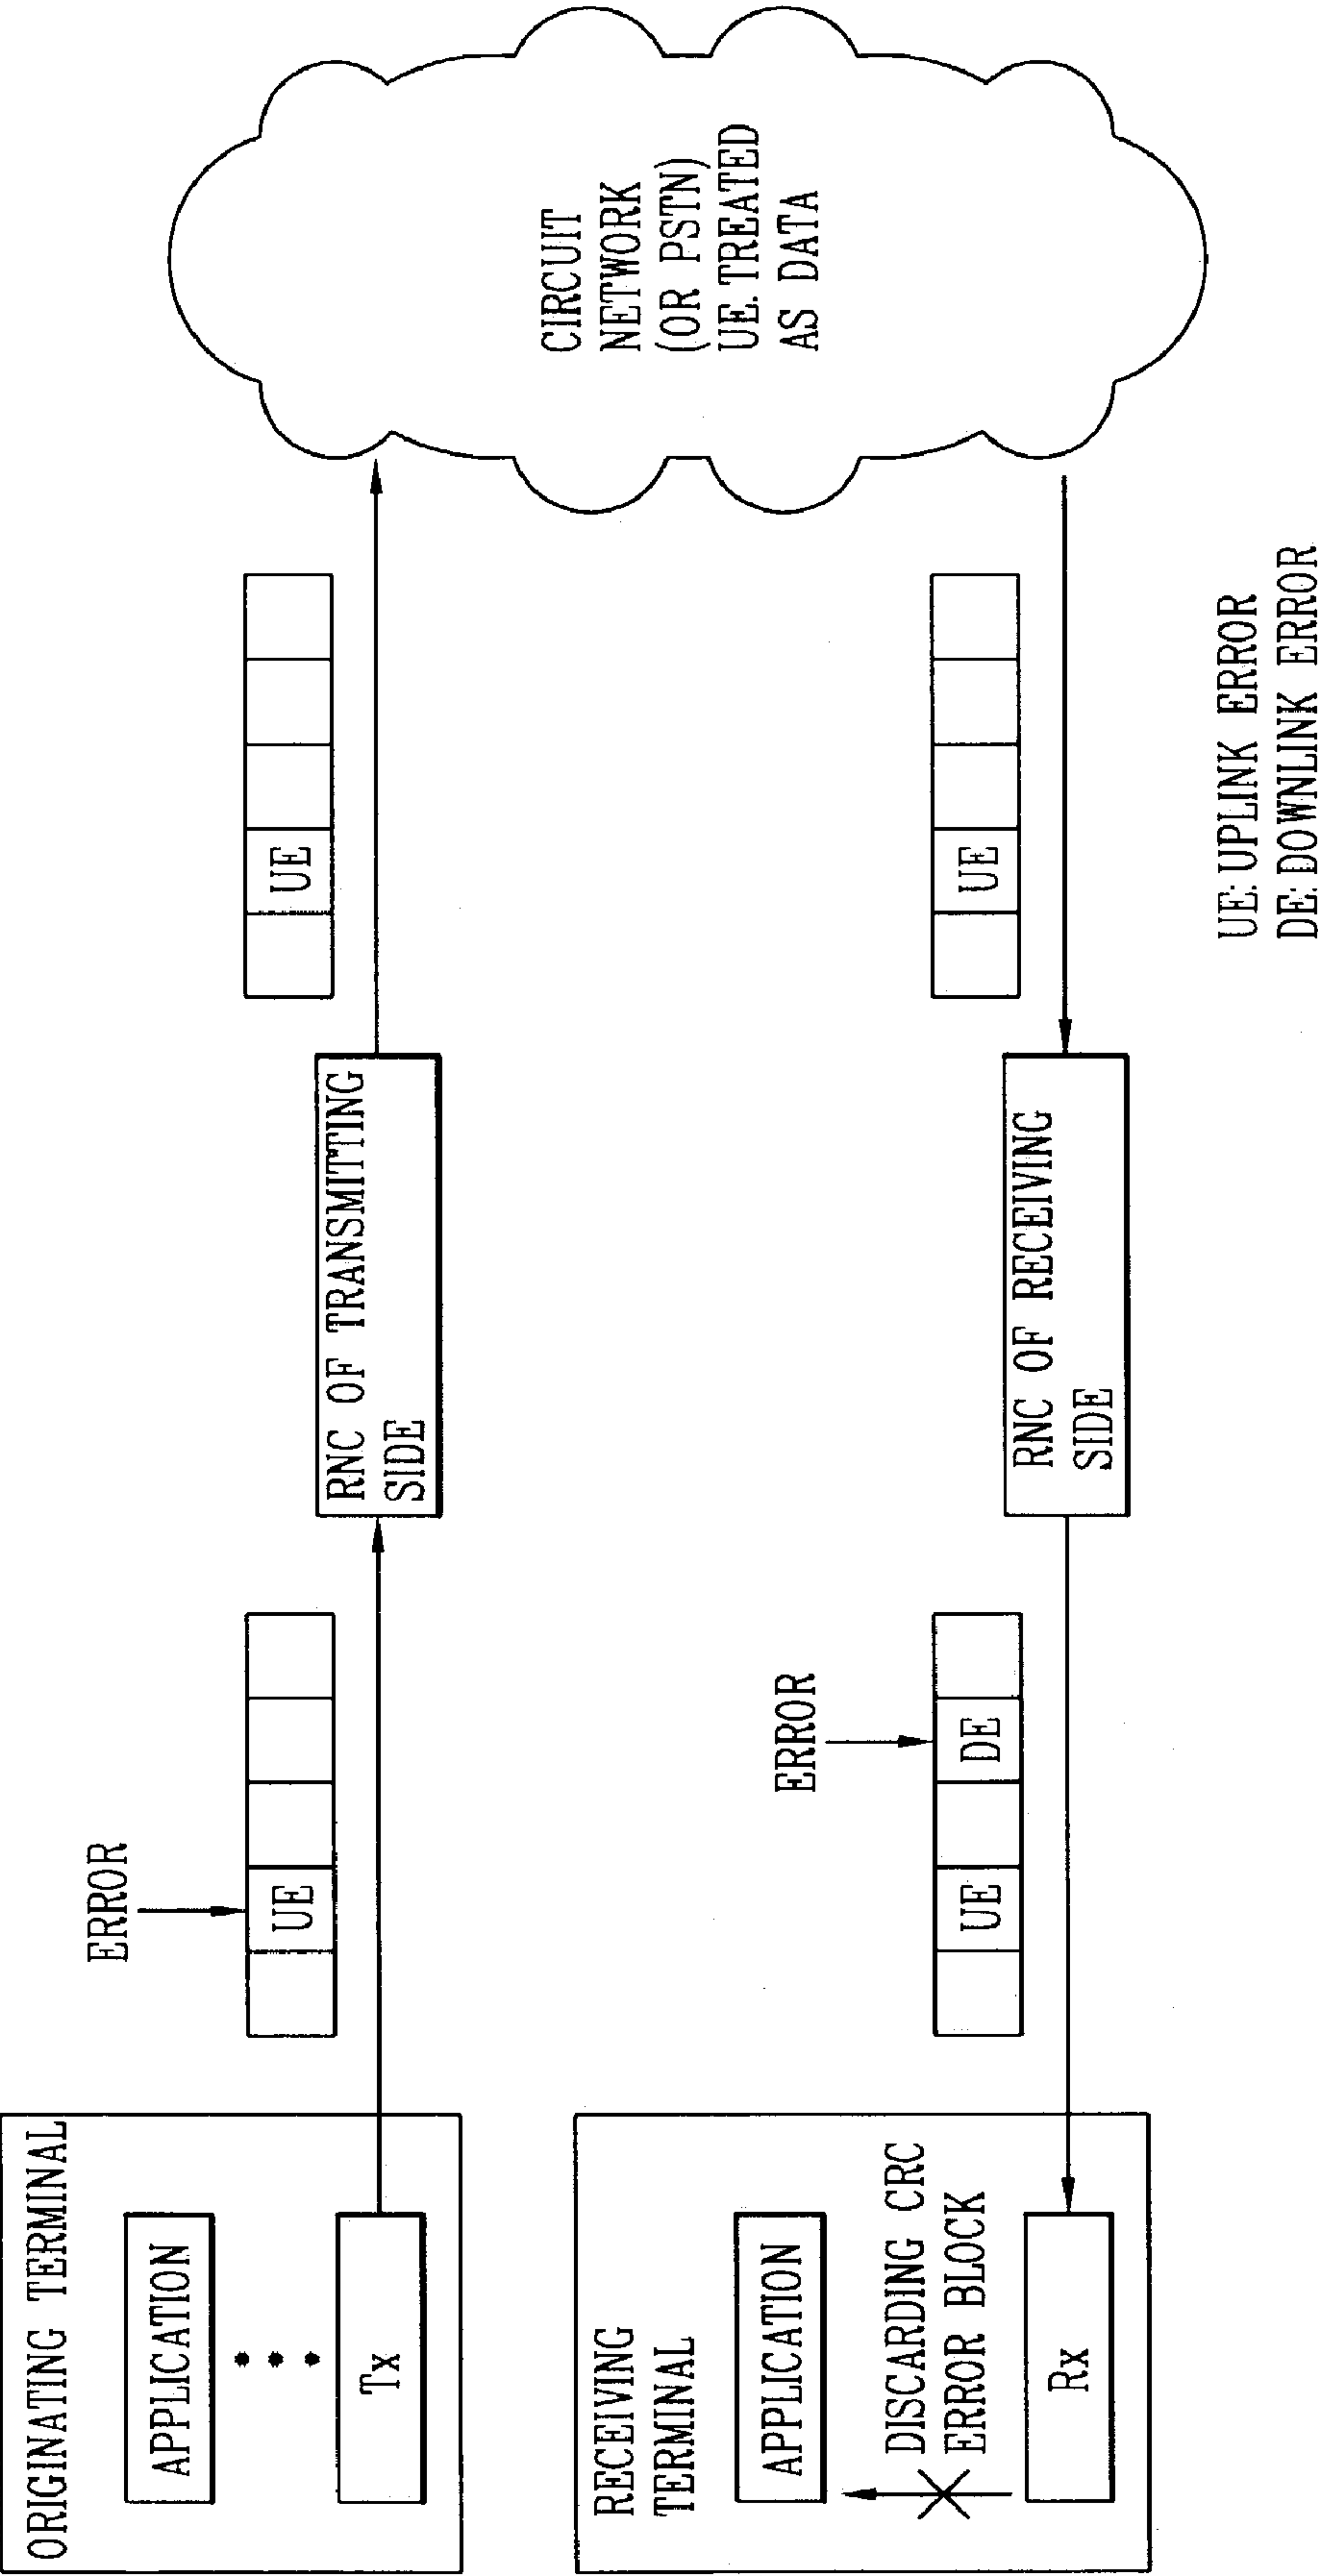 ORIGINATING TERMINAL
APPLICATION
Tx
ERROR
UE
RNC OF TRANSMITTING
SIDE
UE
CIRCUIT
NETWORK
(OR PSTN)
UE: TREATED
AS DATA
RECEIVING
TERMINAL
APPLICATION
DISCARDING CRC
ERROR BLOCK
Rx
ERROR
UE
DE
RNC OF RECEIVING
SIDE
UE
UE: UPLINK ERROR
DE: DOWNLINK ERROR